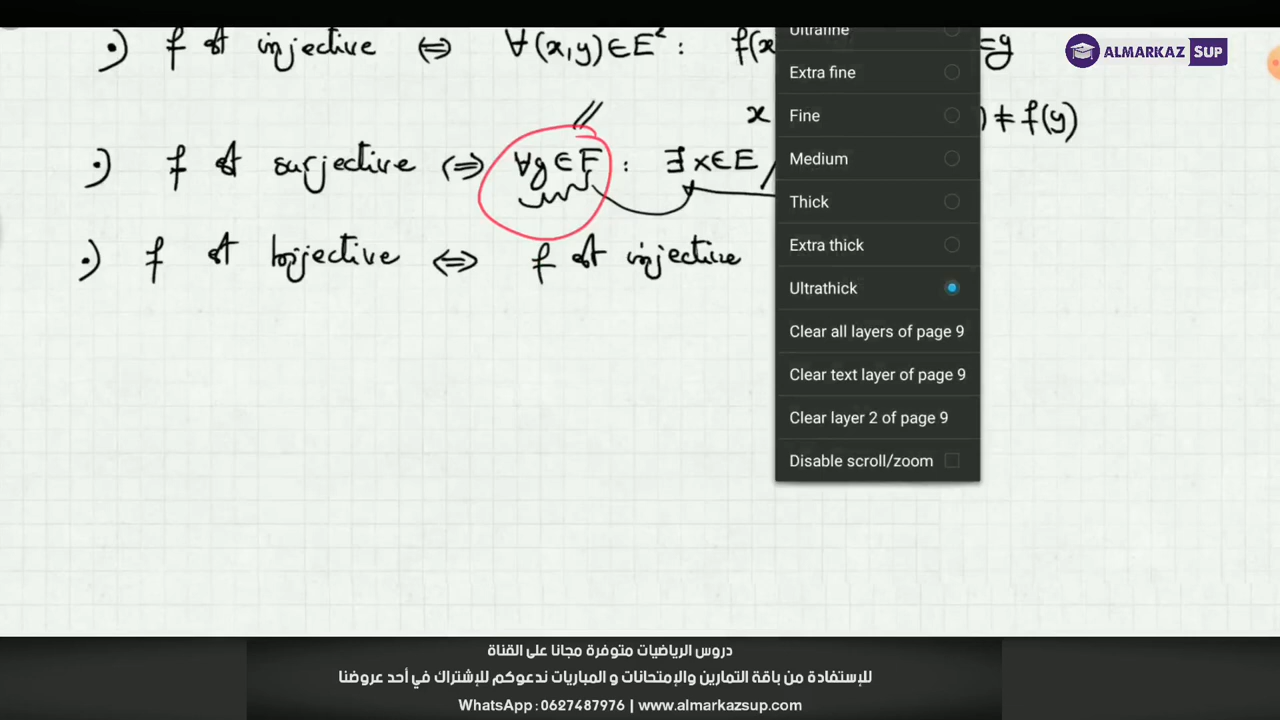 •) f est injective ⇔ ∀(x,y)∈E² : f(x =y
// x ) ≠ f(y)
•) f est surjective ⇔ ∀y∈F : ∃x∈E /
•) f est bijective ⇔ f est injective
Ultrafine
Extra fine
Fine
Medium
Thick
Extra thick
Ultrathick
Clear all layers of page 9
Clear text layer of page 9
Clear layer 2 of page 9
Disable scroll/zoom
ALMARKAZ SUP
دروس الرياضيات متوفرة مجانا على القناة
للإستفادة من باقة التمارين والإمتحانات و المباريات ندعوكم للإشتراك في أحد عروضنا
WhatsApp : 0627487976 | www.almarkazsup.com